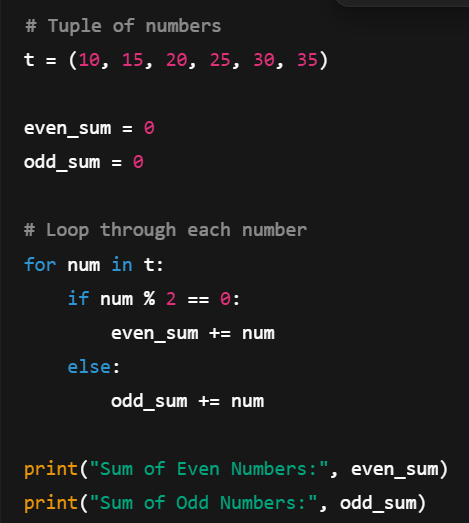 # Tuple of numbers
t = (10, 15, 20, 25, 30, 35)
even_sum = 0
odd_sum = 0
# Loop through each number
for num in t:
    if num % 2 == 0:
        even_sum += num
    else:
        odd_sum += num
print("Sum of Even Numbers:", even_sum)
print("Sum of Odd Numbers:", odd_sum)